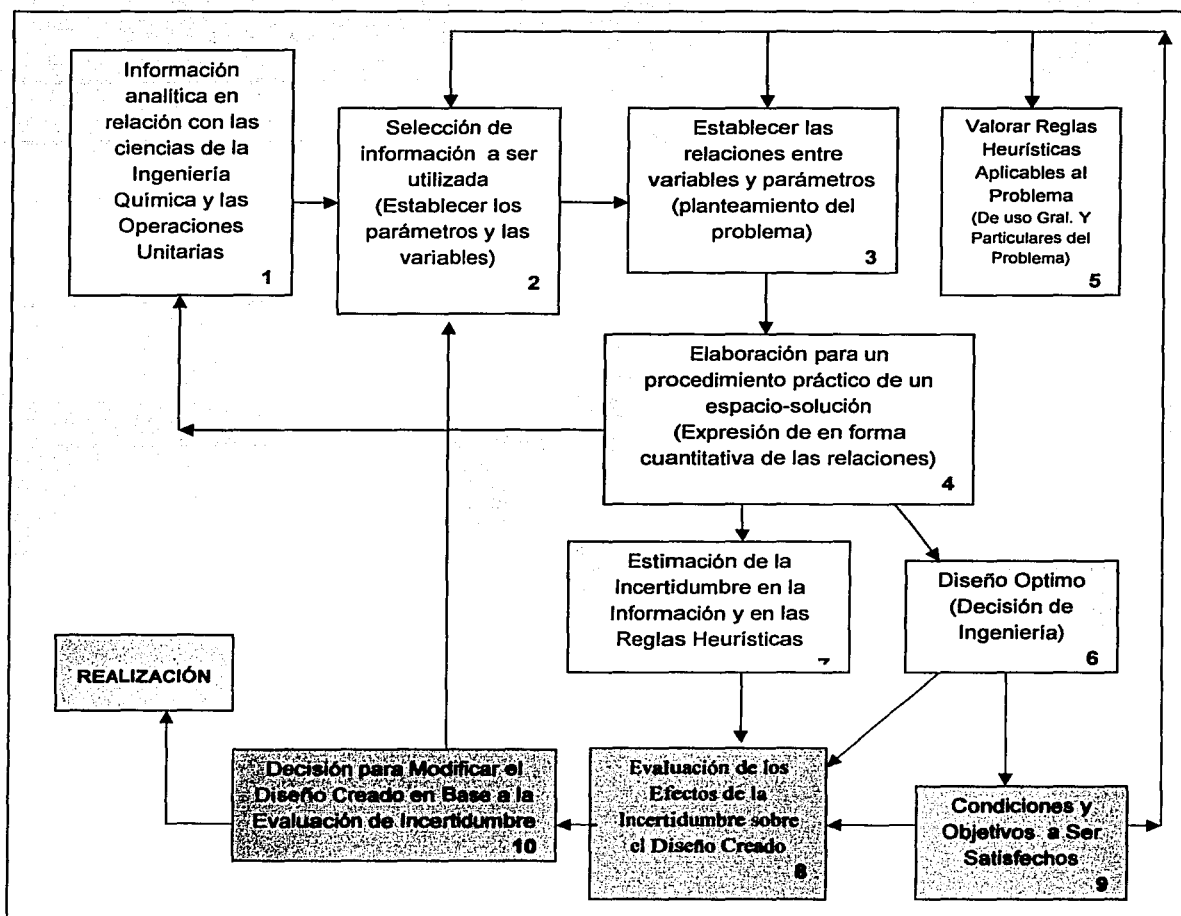 Información
analítica en
relación con las
ciencias de la
Ingeniería
Química y las
Operaciones
Unitarias
1
Selección de
información a ser
utilizada
(Establecer los
parámetros y las
variables)
2
Establecer las
relaciones entre
variables y parámetros
(planteamiento del
problema)
3
Valorar Reglas
Heurísticas
Aplicables al
Problema
(De uso Gral. Y
Particulares del
Problema)
5
Elaboración para un
procedimiento práctico de un
espacio-solución
(Expresión de en forma
cuantitativa de las relaciones)
4
Estimación de la
Incertidumbre en la
Información y en las
Reglas Heurísticas
Diseño Optimo
(Decisión de
Ingeniería)
6
REALIZACIÓN
Decisión para Modificar el
Diseño Creado en Base a la
Evaluación de Incertidumbre
10
Evaluación de los
Efectos de la
Incertidumbre sobre
el Diseño Creado
8
Condiciones y
Objetivos a Ser
Satisfechos
9